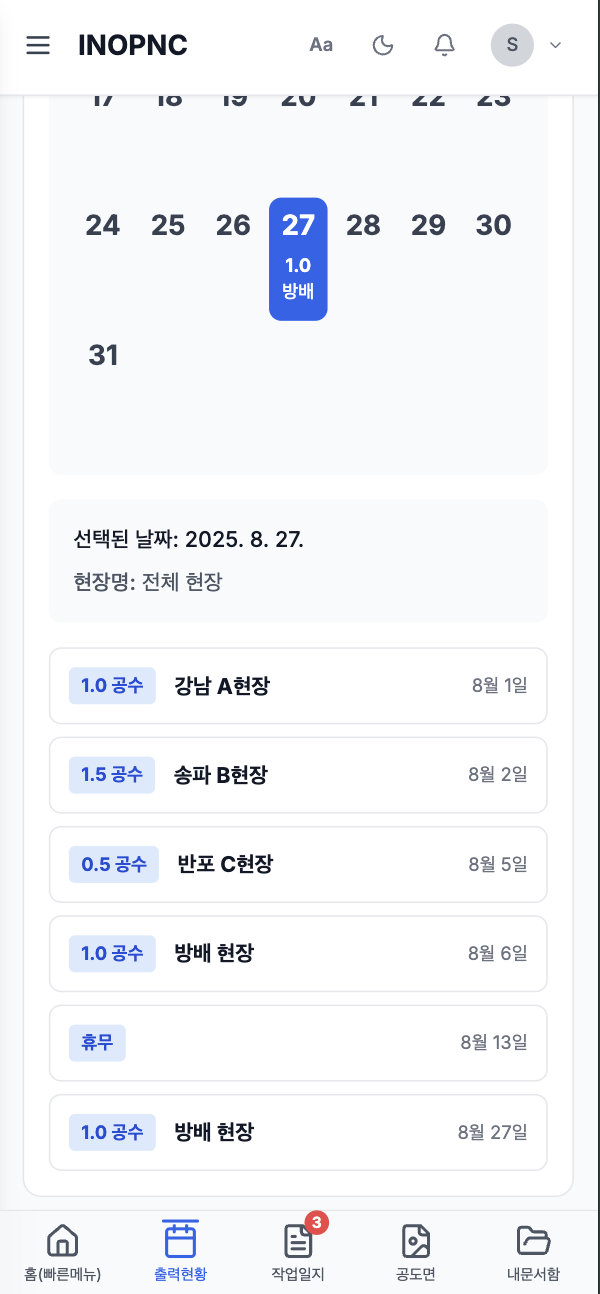 INOPNC
Aa
S
17 18 19 20 21 22 23
24 25 26 27 28 29 30
1.0
방배
31
선택된 날짜: 2025. 8. 27.
현장명: 전체 현장
1.0 공수 강남 A현장 8월 1일
1.5 공수 송파 B현장 8월 2일
0.5 공수 반포 C현장 8월 5일
1.0 공수 방배 현장 8월 6일
휴무 8월 13일
1.0 공수 방배 현장 8월 27일
3
홈(빠른메뉴) 출력현황 작업일지 공도면 내문서함